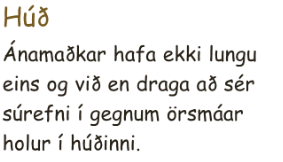 Húð
Ánamaðkar hafa ekki lungu
eins og við en draga að sér
súrefni í gegnum örsmáar
holur í húðinni.